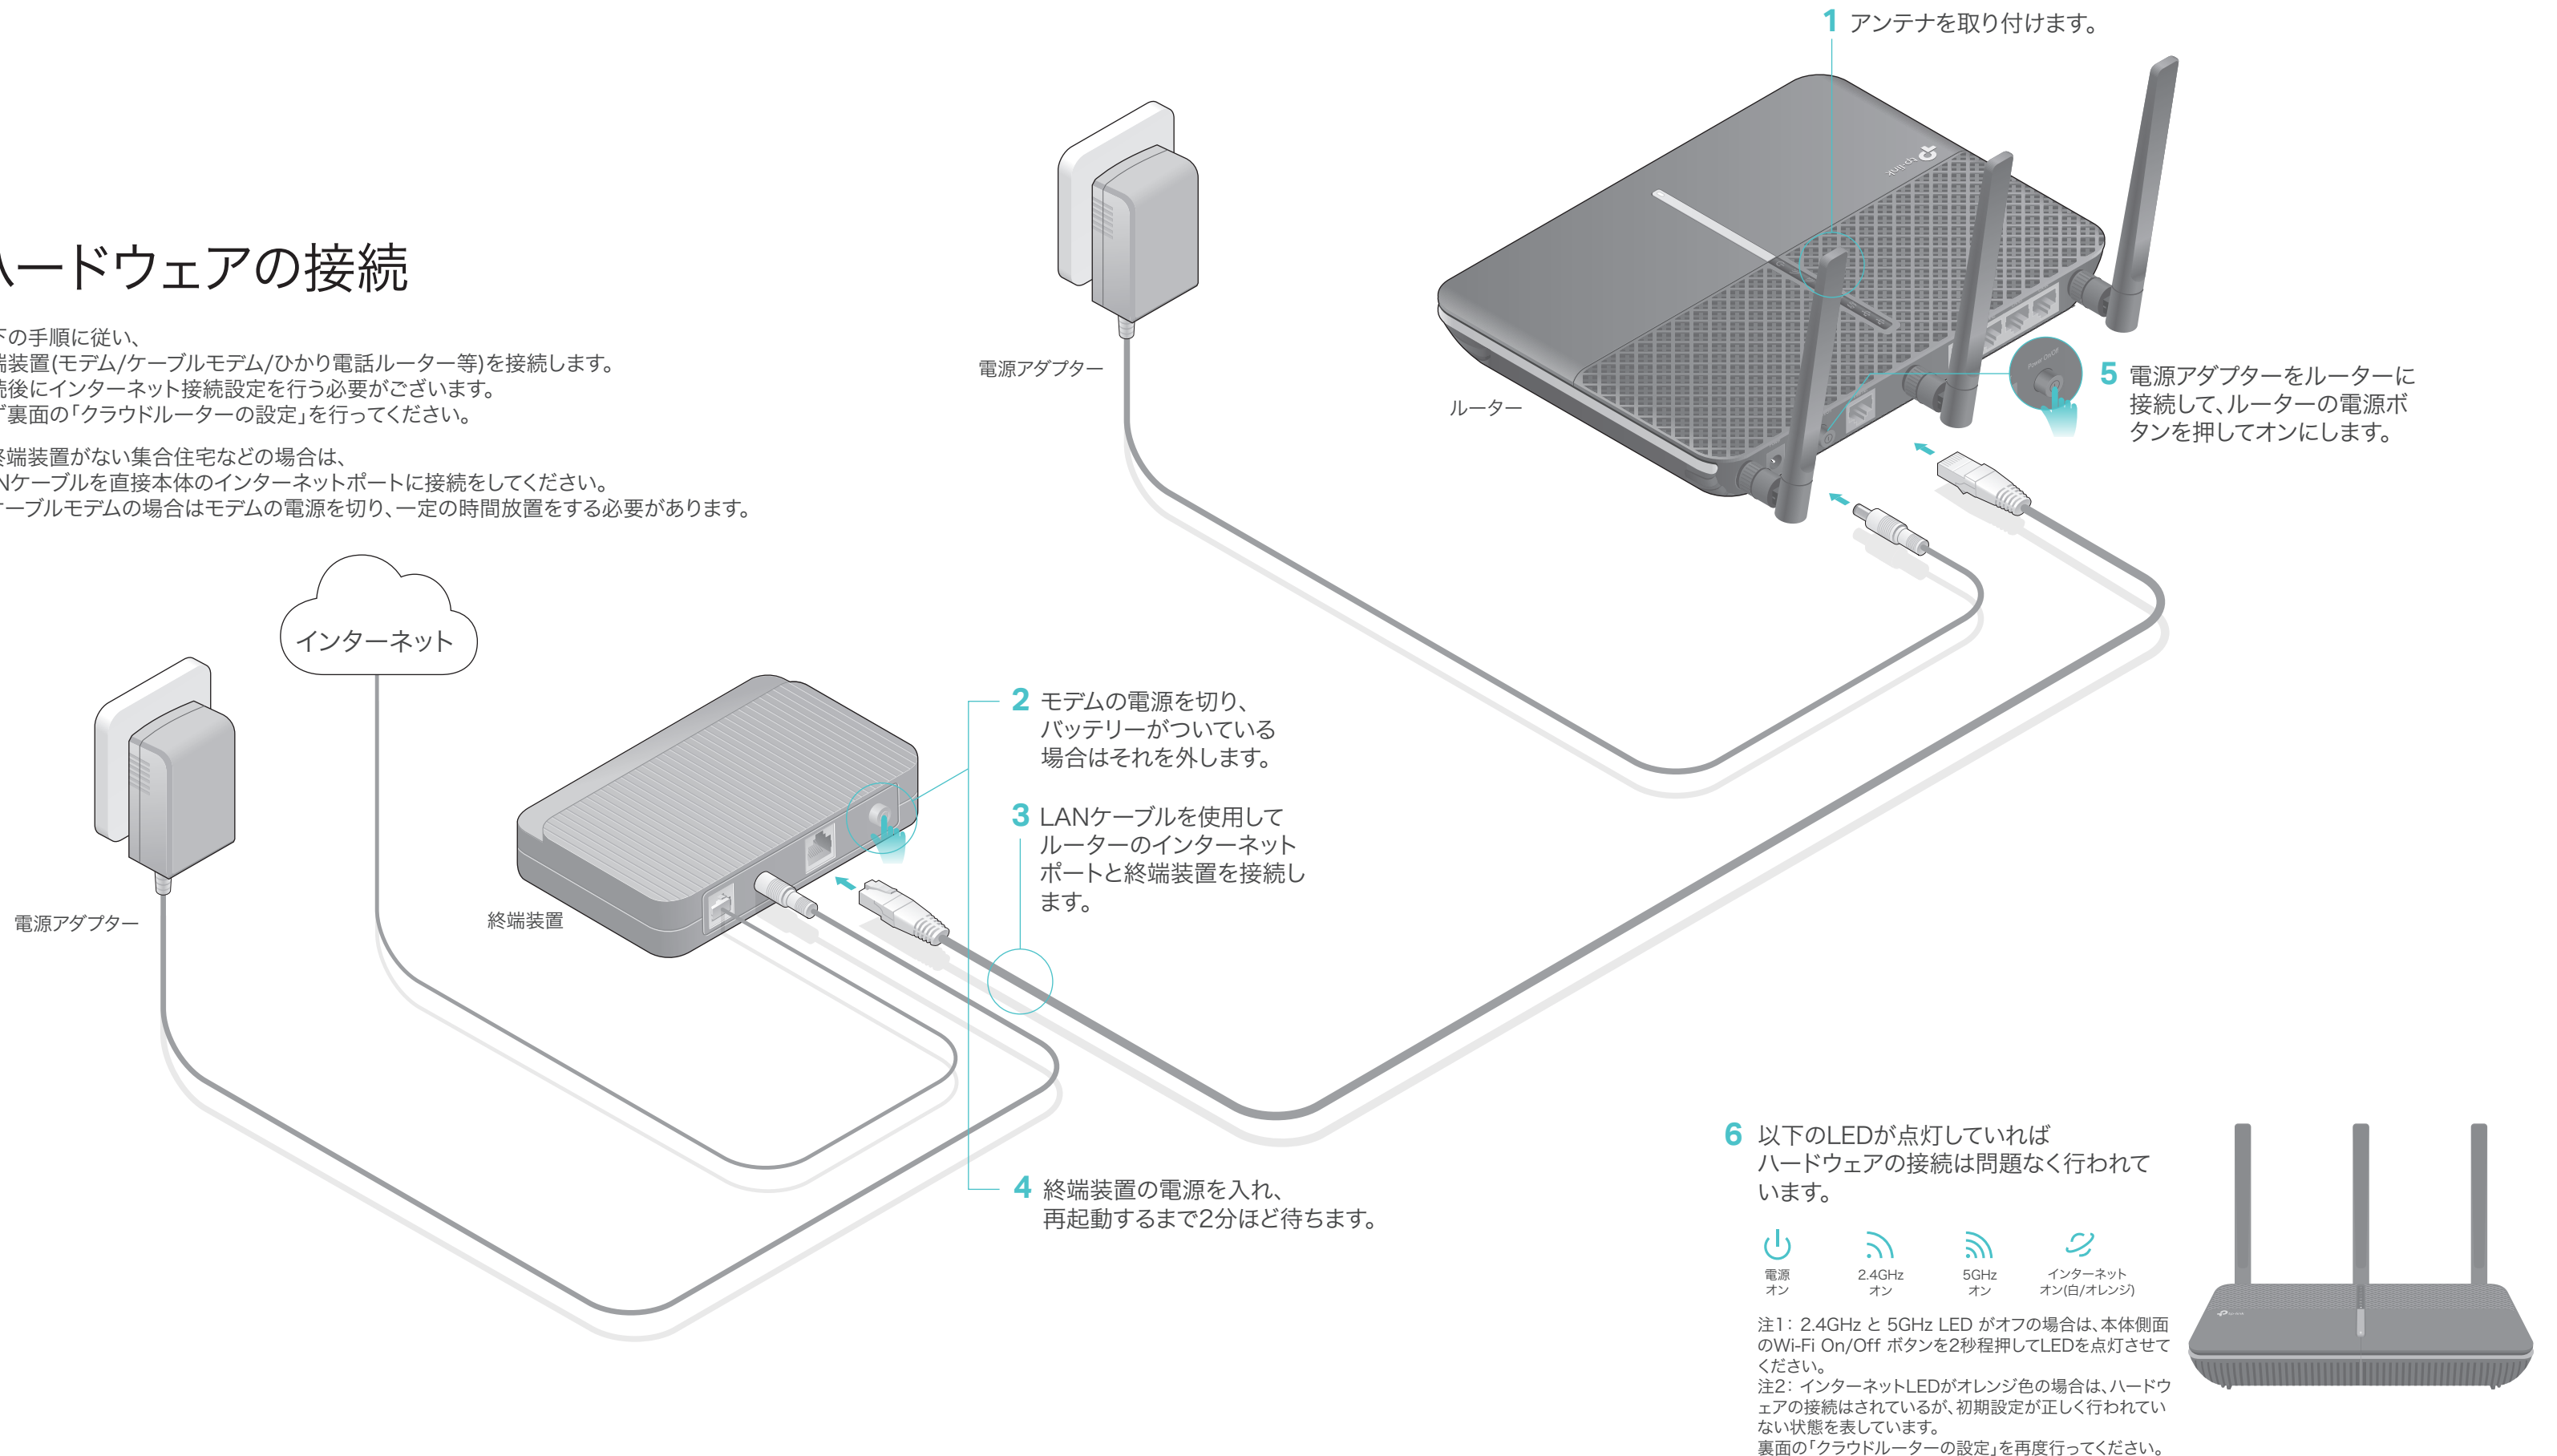 ハードウェアの接続
下の手順に従い、
端装置(モデム/ケーブルモデム/ひかり電話ルーター等)を接続します。
続後にインターネット接続設定を行う必要がございます。
ず裏面の「クラウドルーターの設定」を行ってください。
終端装置がない集合住宅などの場合は、
Nケーブルを直接本体のインターネットポートに接続をしてください。
ケーブルモデムの場合はモデムの電源を切り、一定の時間放置をする必要があります。
1 アンテナを取り付けます。
tp-link
電源アダプター
ルーター
Power On/Off
5 電源アダプターをルーターに
接続して、ルーターの電源ボ
タンを押してオンにします。
インターネット
電源アダプター
終端装置
2 モデムの電源を切り、
バッテリーがついている
場合はそれを外します。
3 LANケーブルを使用して
ルーターのインターネット
ポートと終端装置を接続し
ます。
4 終端装置の電源を入れ、
再起動するまで2分ほど待ちます。
6 以下のLEDが点灯していれば
ハードウェアの接続は問題なく行われて
います。
電源
オン
2.4GHz
オン
5GHz
オン
インターネット
オン(白/オレンジ)
注1： 2.4GHz と 5GHz LED がオフの場合は、本体側面
のWi-Fi On/Off ボタンを2秒程押してLEDを点灯させて
ください。
注2： インターネットLEDがオレンジ色の場合は、ハードウ
ェアの接続はされているが、初期設定が正しく行われてい
ない状態を表しています。
裏面の「クラウドルーターの設定」を再度行ってください。